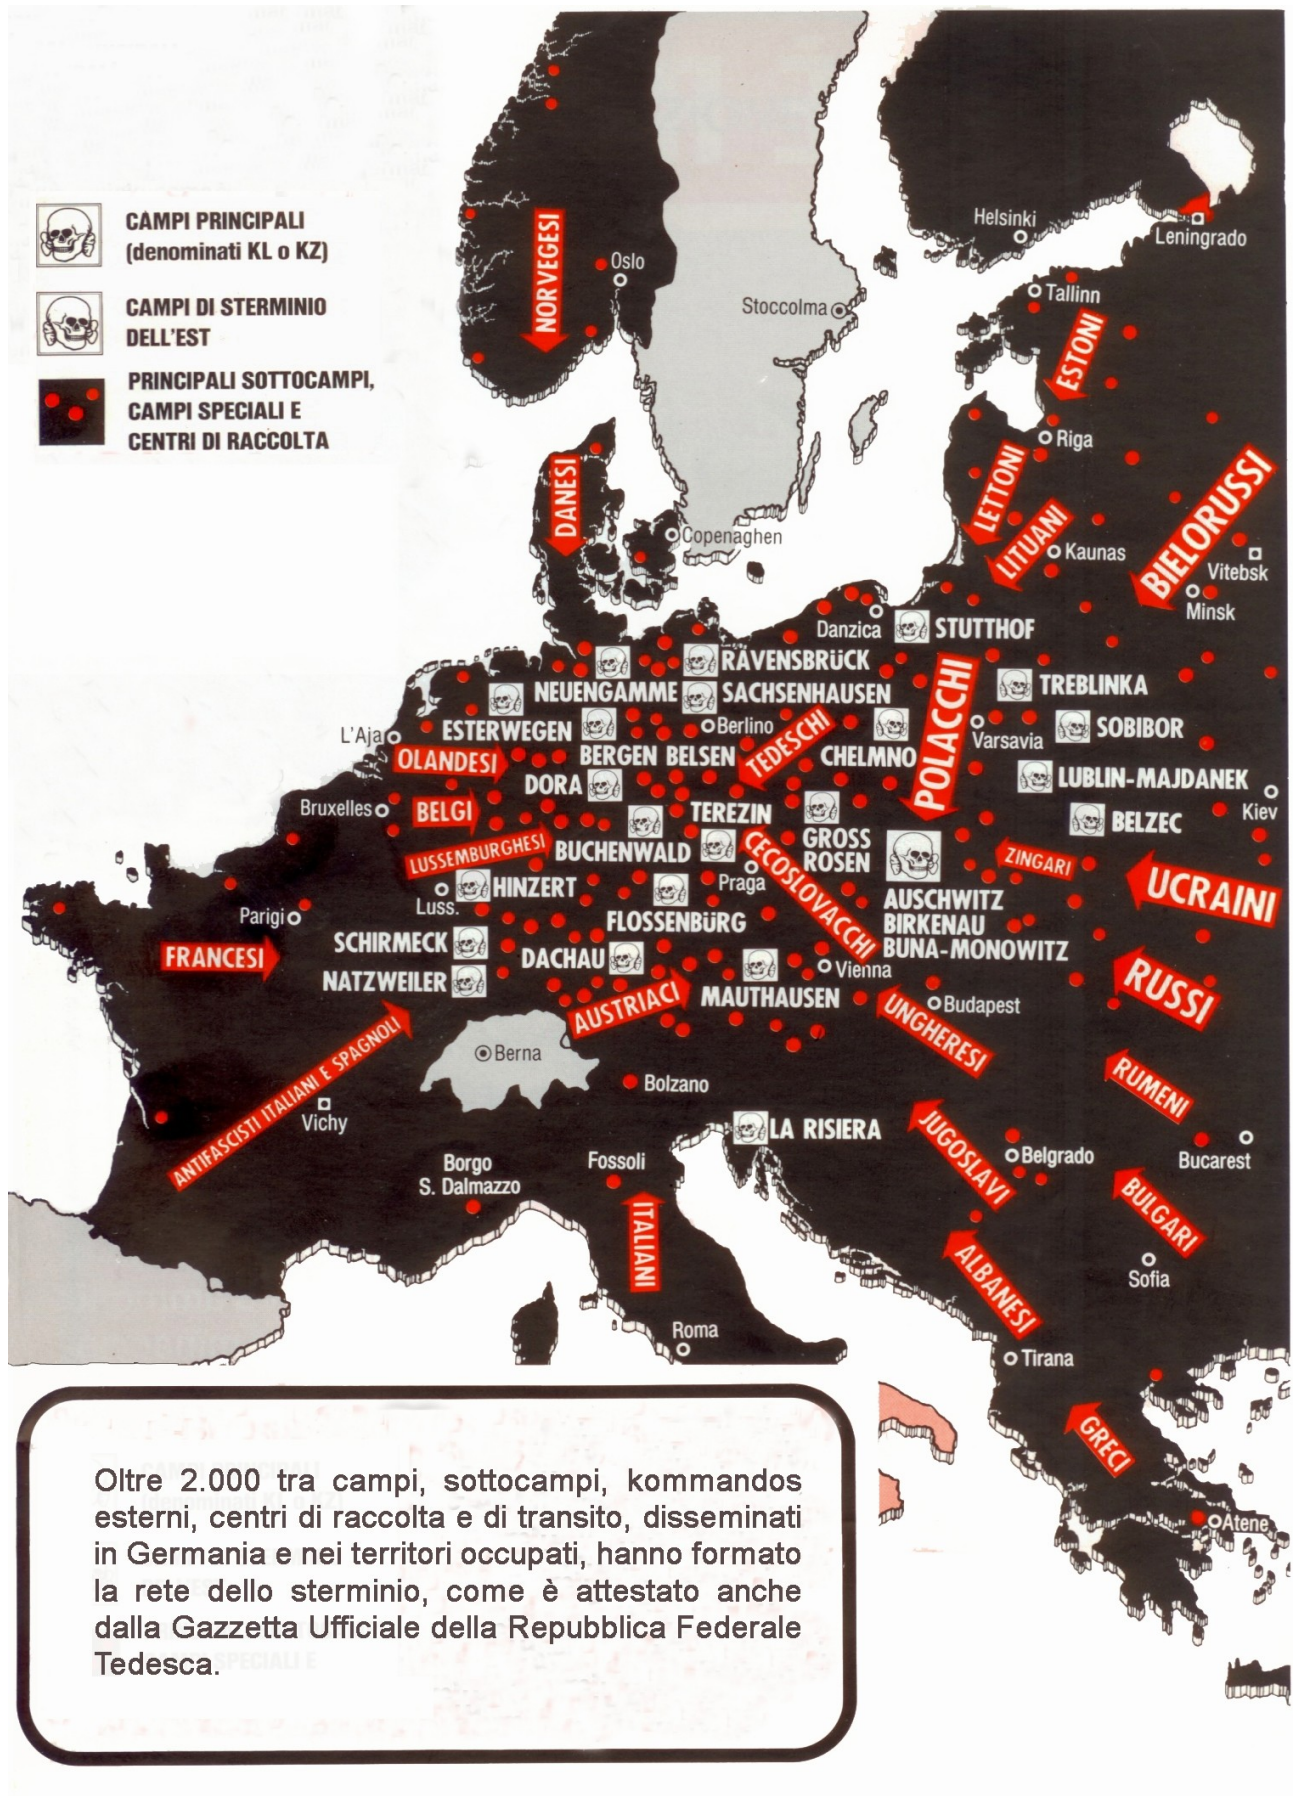 CAMPI PRINCIPALI
(denominati KL o KZ)
CAMPI DI STERMINIO
DELL'EST
PRINCIPALI SOTTOCAMPI,
CAMPI SPECIALI E
CENTRI DI RACCOLTA
NORVEGESI
Oslo
Stoccolma
Helsinki
Leningrado
Tallinn
ESTONI
Riga
LETTONI
LITUANI
Kaunas
BIELORUSSI
Vitebsk
Minsk
DANESI
Copenaghen
Danzica
STUTTHOF
RAVENSBRÜCK
NEUENGAMME
SACHSENHAUSEN
POLACCHI
TREBLINKA
ESTERWEGEN
Berlino
TEDESCHI
Varsavia
SOBIBOR
L'Aja
OLANDESI
BERGEN BELSEN
CHELMNO
DORA
LUBLIN-MAJDANEK
Kiev
Bruxelles
BELGI
TEREZIN
BELZEC
LUSSEMBURGHESI
BUCHENWALD
GROSS
ROSEN
ZINGARI
Luss.
HINZERT
Praga
CECOSLOVACCHI
UCRAINI
Parigi
FLOSSENBÜRG
AUSCHWITZ
BIRKENAU
BUNA-MONOWITZ
FRANCESI
SCHIRMECK
DACHAU
Vienna
NATZWEILER
AUSTRIACI
MAUTHAUSEN
Budapest
RUSSI
ANTIFASCISTI ITALIANI E SPAGNOLI
UNGHERESI
Berna
Bolzano
RUMENI
Vichy
LA RISIERA
JUGOSLAVI
Belgrado
Bucarest
Borgo
S. Dalmazzo
Fossoli
BULGARI
ITALIANI
ALBANESI
Sofia
Roma
Tirana
GRECI
Atene
Oltre 2.000 tra campi, sottocampi, kommandos
esterni, centri di raccolta e di transito, disseminati
in Germania e nei territori occupati, hanno formato
la rete dello sterminio, come è attestato anche
dalla Gazzetta Ufficiale della Repubblica Federale
Tedesca.